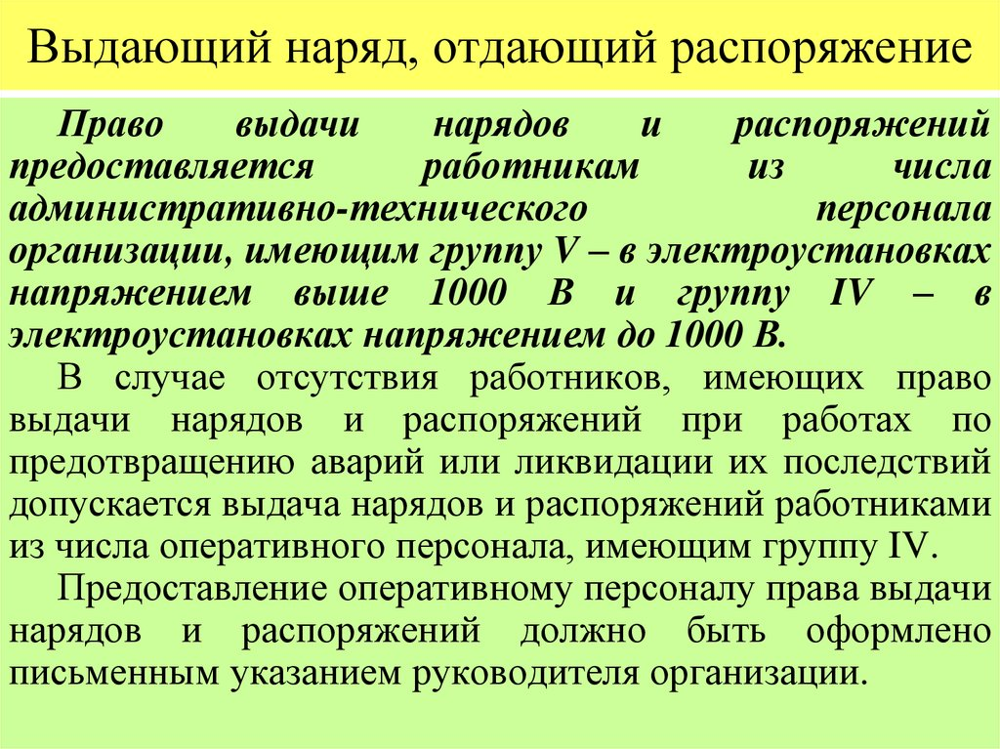 Выдающий наряд, отдающий распоряжение
Право выдачи нарядов и распоряжений
предоставляется работникам из числа
административно-технического персонала
организации, имеющим группу V – в электроустановках
напряжением выше 1000 В и группу IV – в
электроустановках напряжением до 1000 В.
В случае отсутствия работников, имеющих право
выдачи нарядов и распоряжений при работах по
предотвращению аварий или ликвидации их последствий
допускается выдача нарядов и распоряжений работниками
из числа оперативного персонала, имеющим группу IV.
Предоставление оперативному персоналу права выдачи
нарядов и распоряжений должно быть оформлено
письменным указанием руководителя организации.